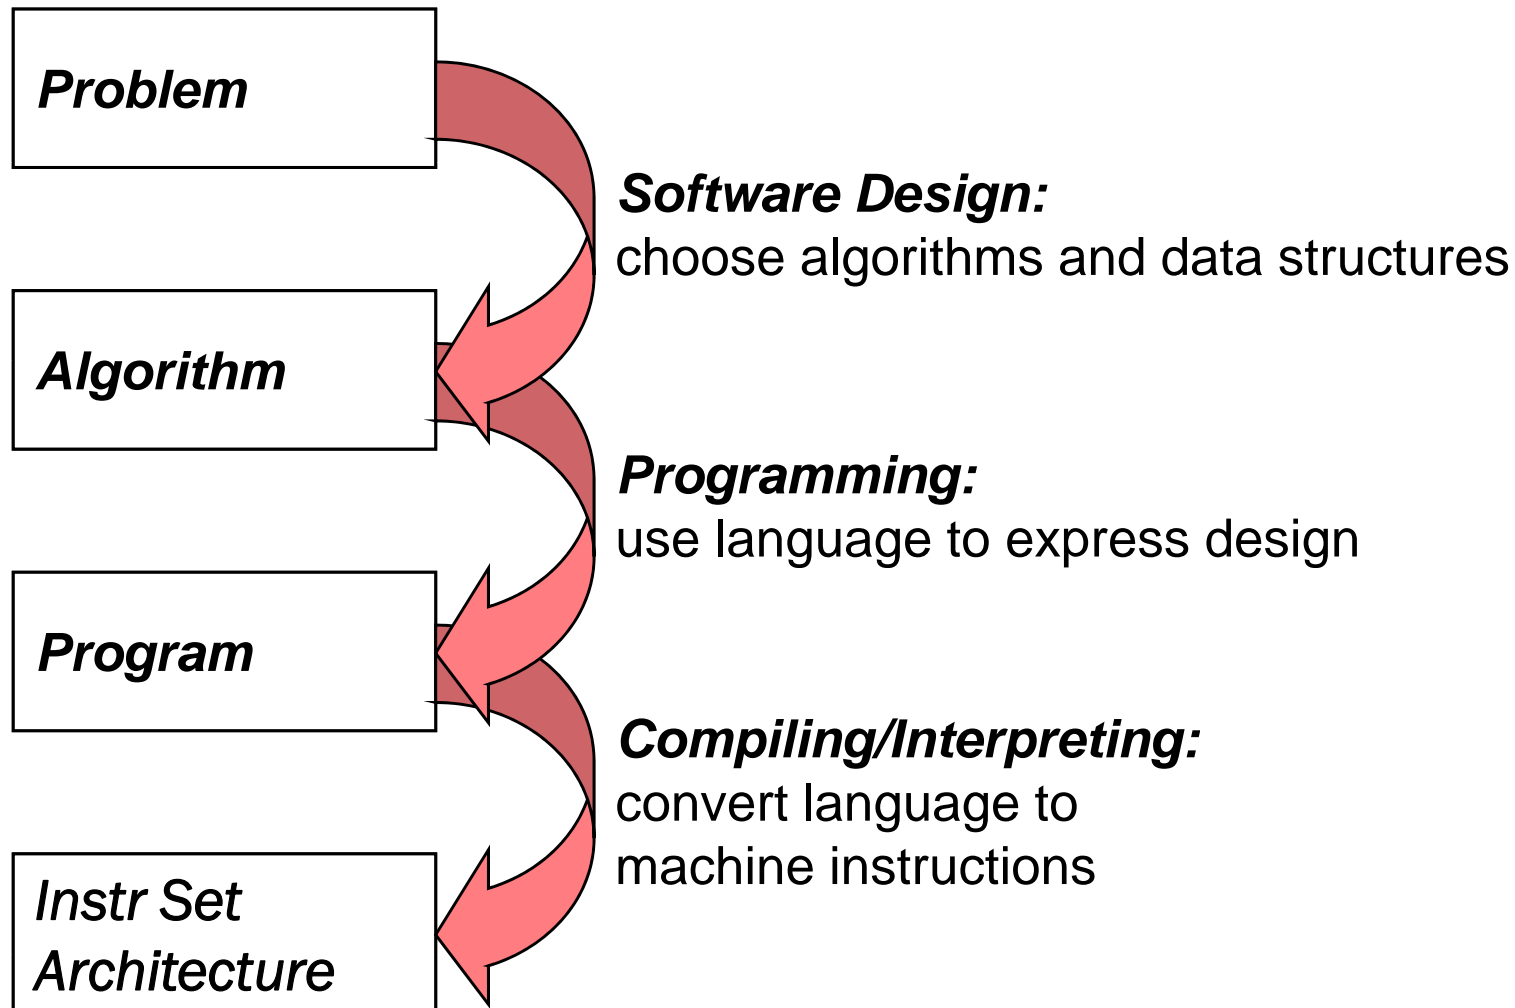 Problem
Software Design:
choose algorithms and data structures
Algorithm
Programming:
use language to express design
Program
Compiling/Interpreting:
convert language to
machine instructions
Instr Set
Architecture